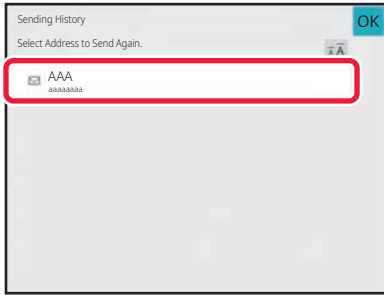 Sending History
OK
Select Address to Send Again.
AAA
aaaaaaaa